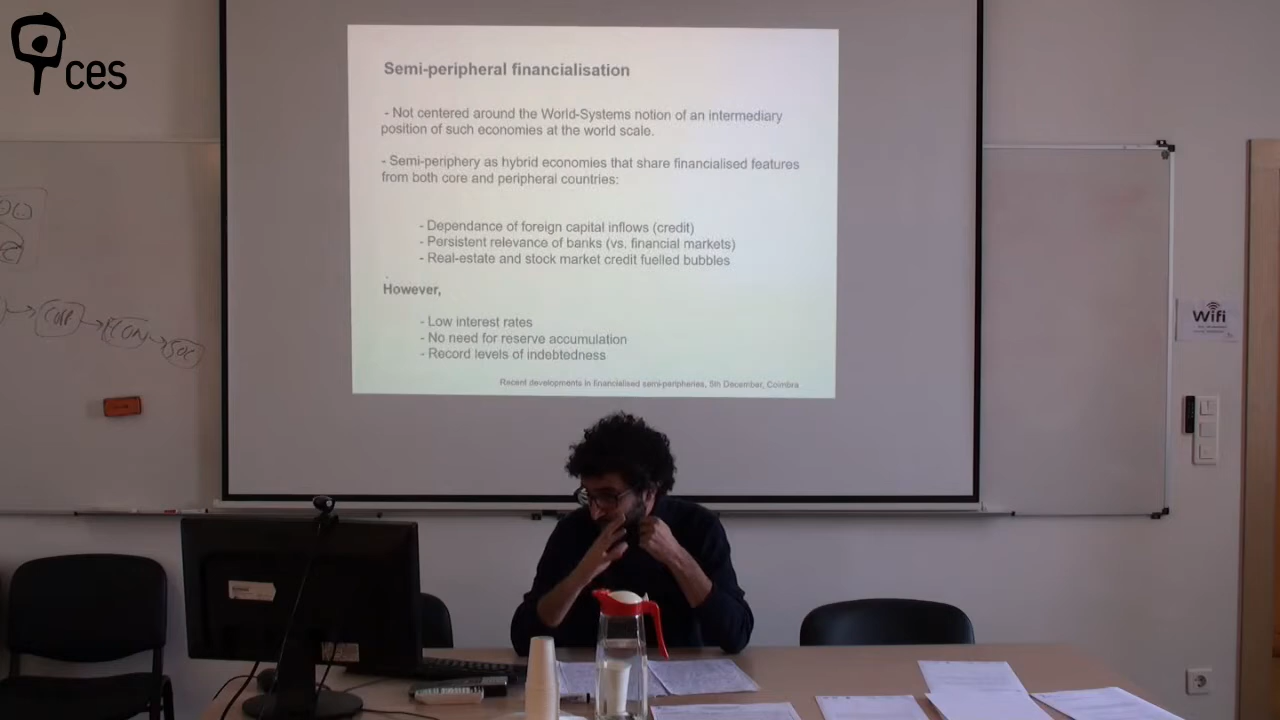 ces
Semi-peripheral financialisation
- Not centered around the World-Systems notion of an intermediary
position of such economies at the world scale.
- Semi-periphery as hybrid economies that share financialised features
from both core and peripheral countries:
- Dependance of foreign capital inflows (credit)
- Persistent relevance of banks (vs. financial markets)
- Real-estate and stock market credit fuelled bubbles
However,
- Low interest rates
- No need for reserve accumulation
- Record levels of indebtedness
Recent developments in financialised semi-peripheries, 5th December, Coimbra
Wifi